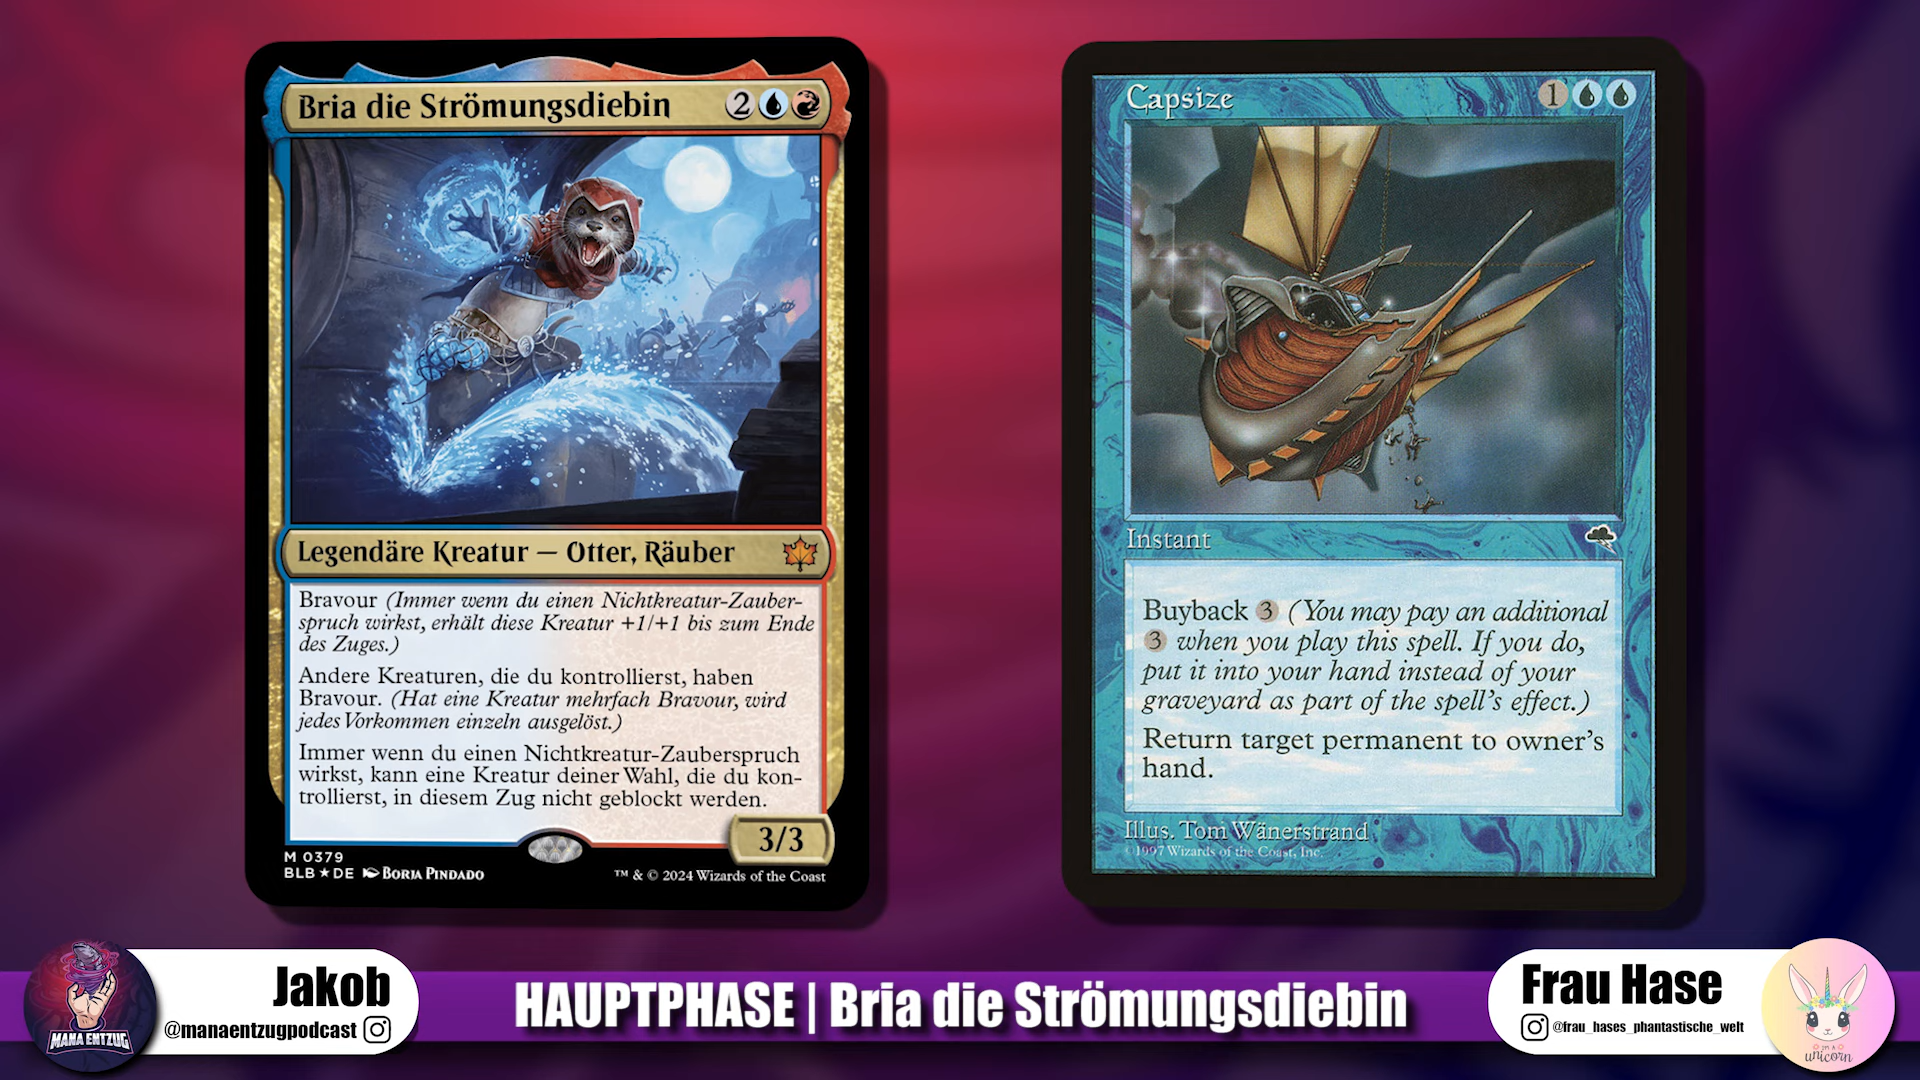 Bria die Strömungsdiebin
2
Legendäre Kreatur — Otter, Räuber
Bravour (Immer wenn du einen Nichtkreatur-Zauber-
spruch wirkst, erhält diese Kreatur +1/+1 bis zum Ende
des Zuges.)
Andere Kreaturen, die du kontrollierst, haben
Bravour. (Hat eine Kreatur mehrfach Bravour, wird
jedes Vorkommen einzeln ausgelöst.)
Immer wenn du einen Nichtkreatur-Zauberspruch
wirkst, kann eine Kreatur deiner Wahl, die du kon-
trollierst, in diesem Zug nicht geblockt werden.
3/3
M 0379
BLB ★ DE Borja Pindado
™ & © 2024 Wizards of the Coast
Capsize
1
Instant
Buyback 3 (You may pay an additional
3 when you play this spell. If you do,
put it into your hand instead of your
graveyard as part of the spell's effect.)
Return target permanent to owner's
hand.
Illus. Tom Wänerstrand
©1997 Wizards of the Coast, Inc.
MANA ENTZUG
Jakob
@manaentzugpodcast
HAUPTPHASE | Bria die Strömungsdiebin
Frau Hase
@frau_hases_phantastische_welt
I'M A
unicorn